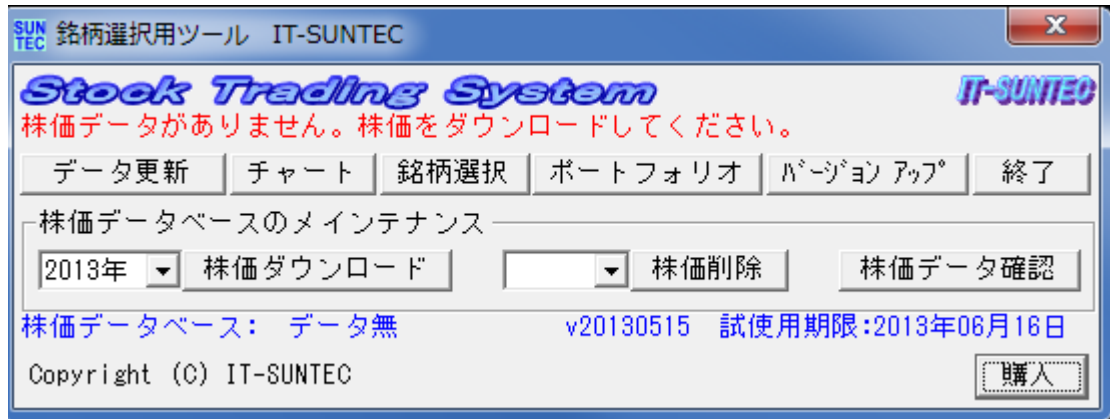 SUN TEC 銘柄選択用ツール IT-SUNTEC X
Stock Trading System IT-SUNTEC
株価データがありません。株価をダウンロードしてください。
データ更新 チャート 銘柄選択 ポートフォリオ バージョン アップ 終了
株価データベースのメインテナンス
2013年 株価ダウンロード 株価削除 株価データ確認
株価データベース: データ無 v20130515 試使用期限:2013年06月16日
Copyright (C) IT-SUNTEC 購入